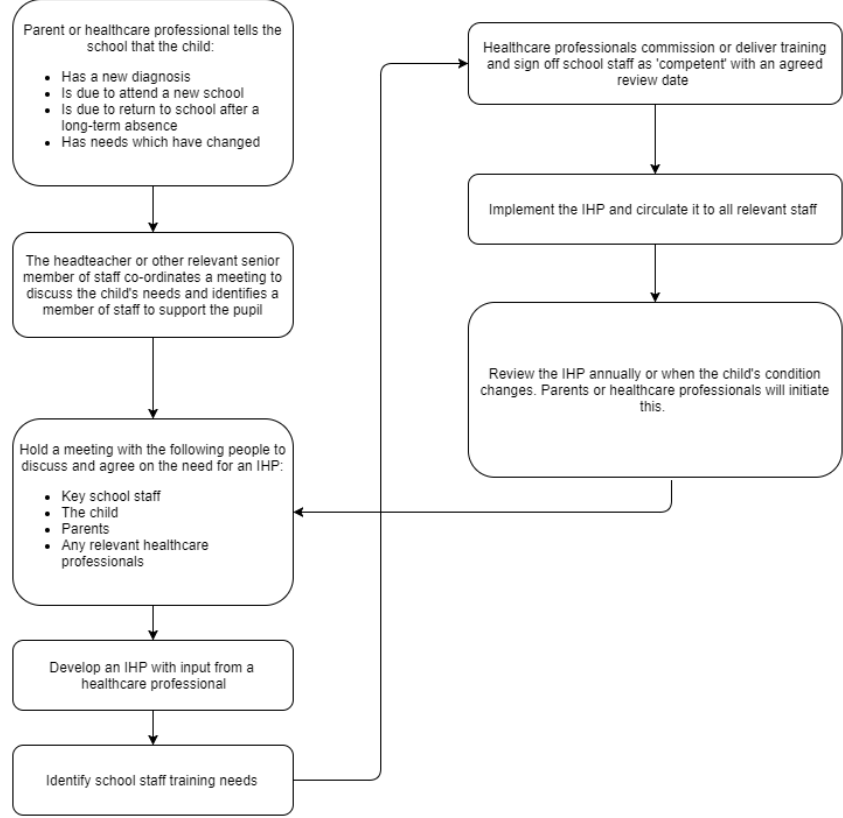 Parent or healthcare professional tells the
school that the child:
• Has a new diagnosis
• Is due to attend a new school
• Is due to return to school after a
long-term absence
• Has needs which have changed
The headteacher or other relevant senior
member of staff co-ordinates a meeting to
discuss the child's needs and identifies a
member of staff to support the pupil
Hold a meeting with the following people to
discuss and agree on the need for an IHP:
• Key school staff
• The child
• Parents
• Any relevant healthcare
professionals
Develop an IHP with input from a
healthcare professional
Identify school staff training needs
Healthcare professionals commission or deliver training
and sign off school staff as 'competent' with an agreed
review date
Implement the IHP and circulate it to all relevant staff
Review the IHP annually or when the child's condition
changes. Parents or healthcare professionals will initiate
this.